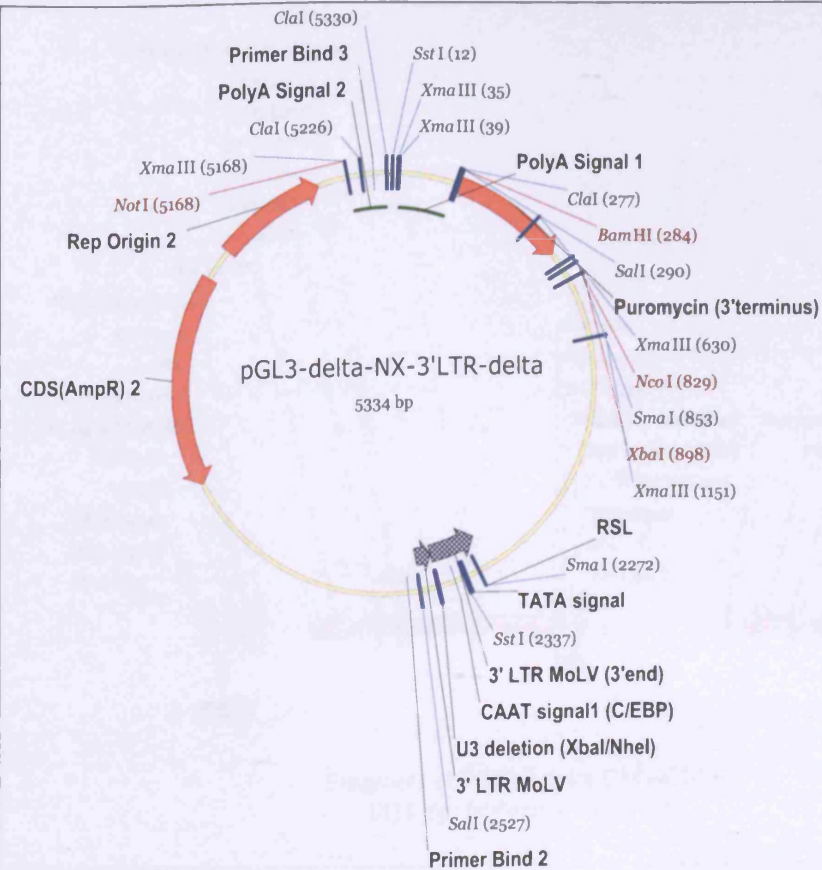 ClaI (5330)
Primer Bind 3
SstI (12)
PolyA Signal 2
XmaIII (35)
ClaI (5226)
XmaIII (39)
XmaIII (5168)
PolyA Signal 1
NotI (5168)
ClaI (277)
Rep Origin 2
BamHI (284)
SalI (290)
Puromycin (3'terminus)
XmaIII (630)
pGL3-delta-NX-3'LTR-delta
NcoI (829)
CDS(AmpR) 2
5334 bp
SmaI (853)
XbaI (898)
XmaIII (1151)
RSL
SmaI (2272)
TATA signal
SstI (2337)
3' LTR MoLV (3'end)
CAAT signal1 (C/EBP)
U3 deletion (XbaI/NheI)
3' LTR MoLV
SalI (2527)
Primer Bind 2